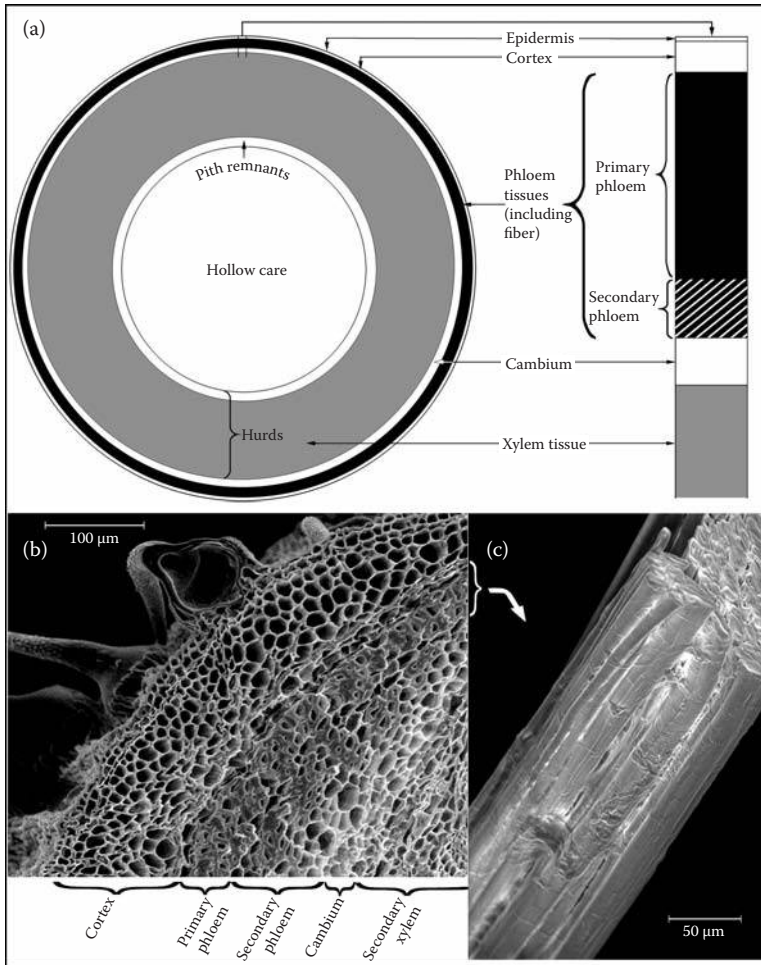 (a)
Epidermis
Cortex
Pith remnants
Phloem
tissues
(including
fiber)
Primary
phloem
Hollow care
Secondary
phloem
Cambium
Hurds
Xylem tissue
(b)
100 μm
(c)
Cortex
Primary
phloem
Secondary
phloem
Cambium
Secondary
xylem
50 μm